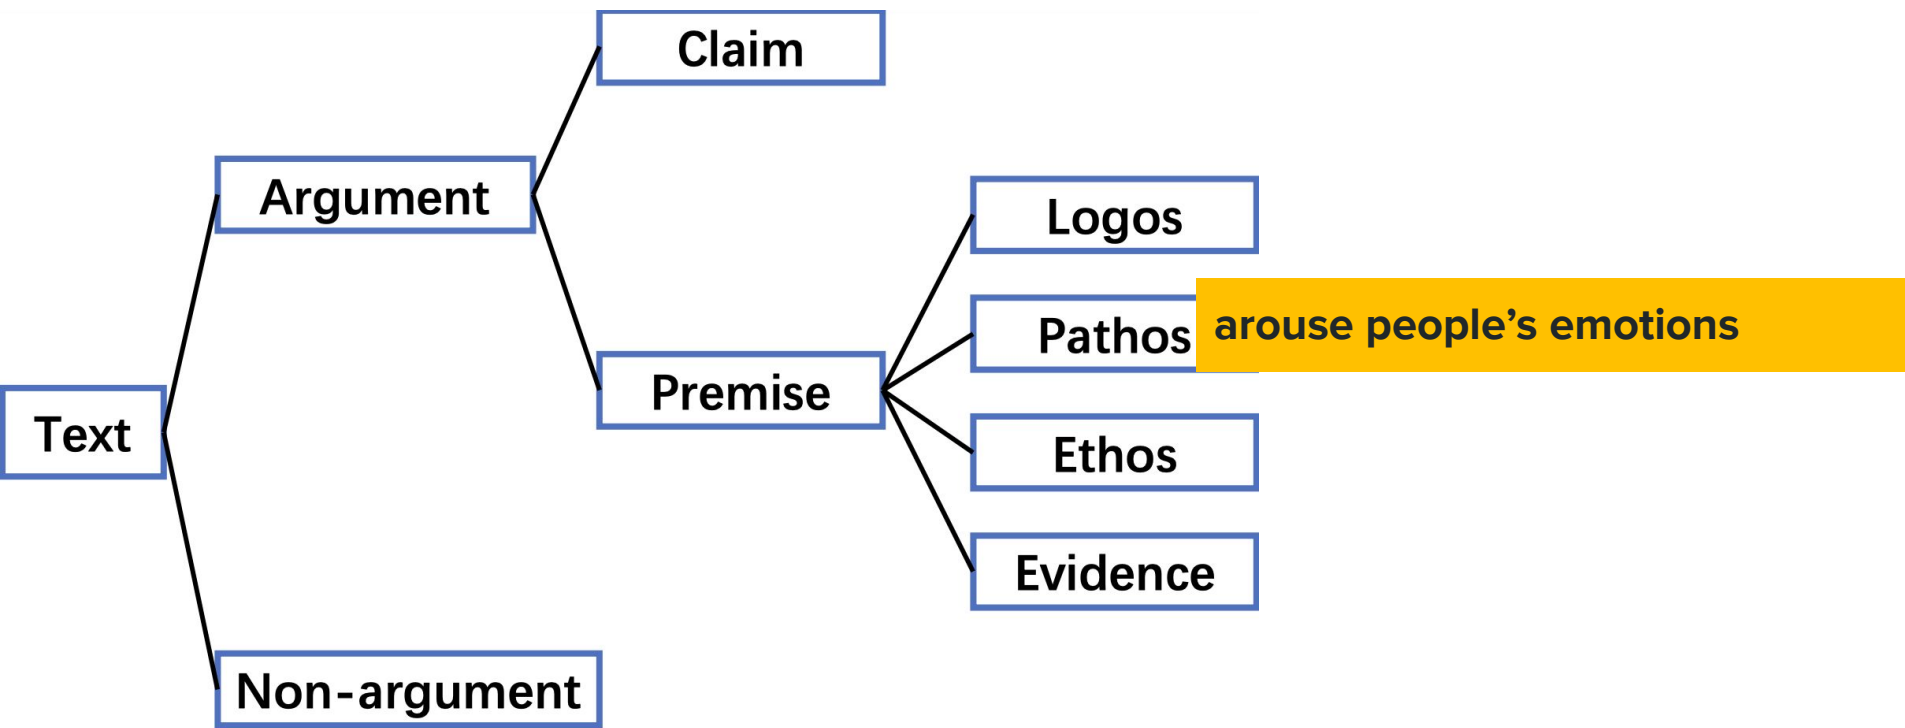 Claim
Argument
Logos
Pathos
arouse people’s emotions
Premise
Text
Ethos
Evidence
Non-argument